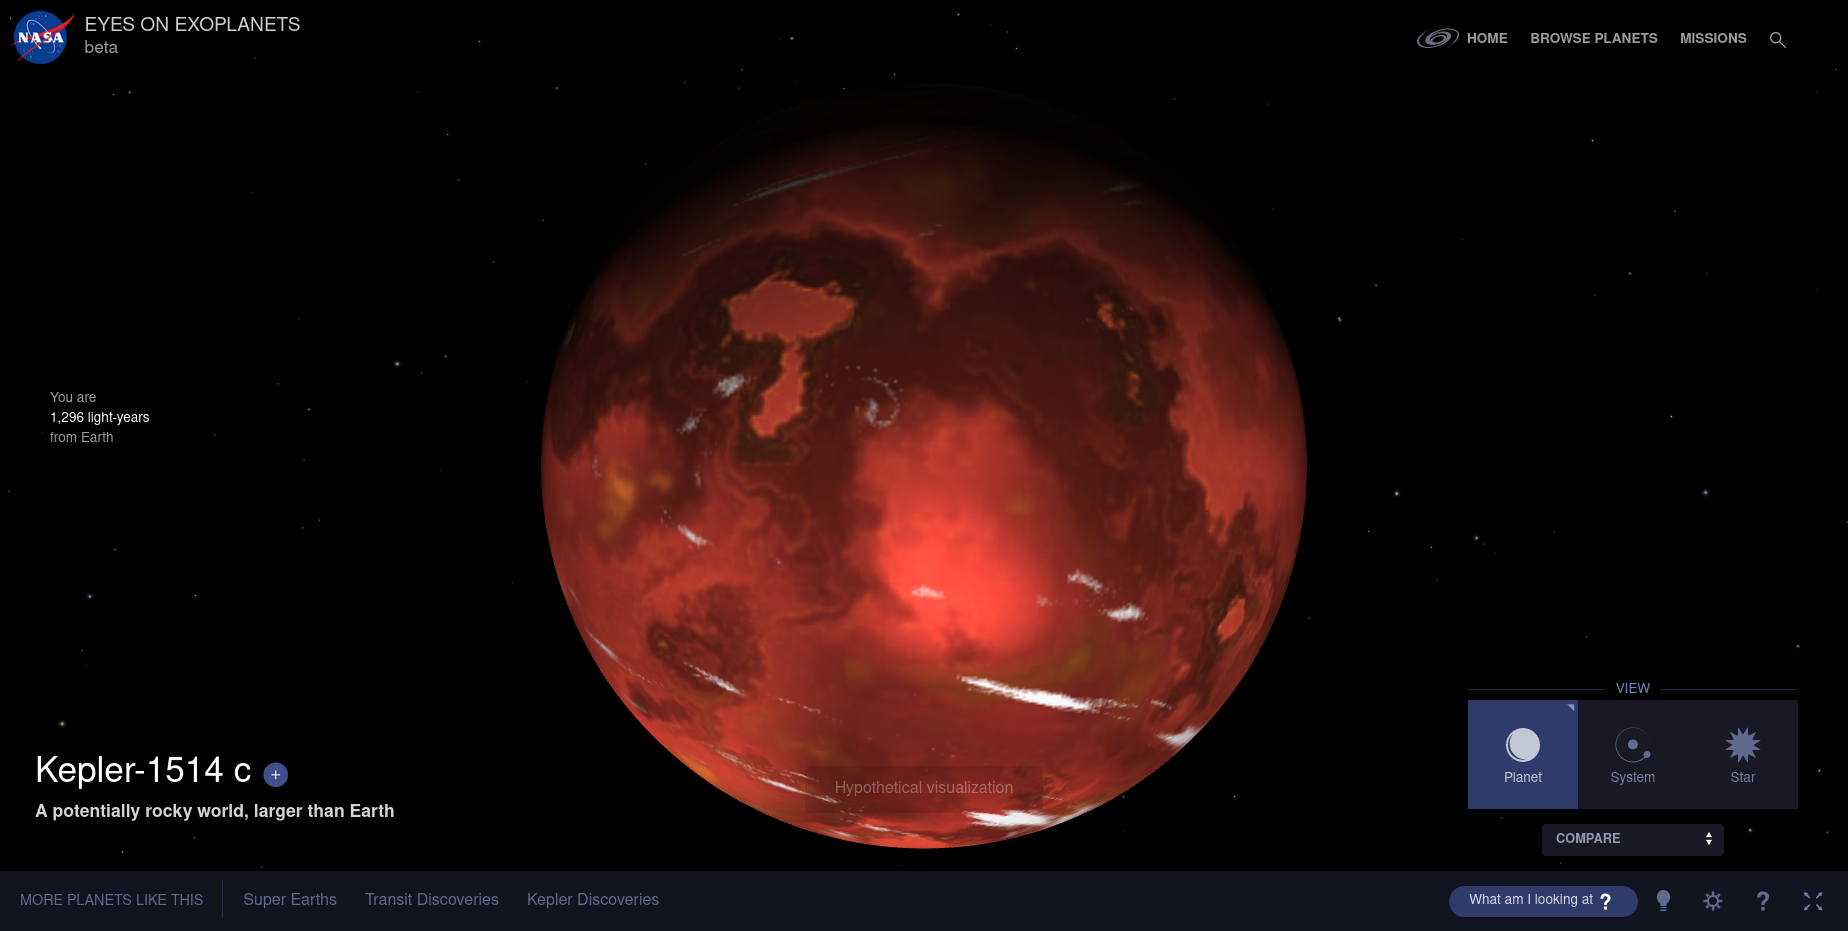 NASA
EYES ON EXOPLANETS
beta
HOME
BROWSE PLANETS
MISSIONS
You are
1,296 light-years
from Earth
VIEW
Planet
System
Star
Kepler-1514 c +
A potentially rocky world, larger than Earth
Hypothetical visualization
COMPARE
MORE PLANETS LIKE THIS
Super Earths
Transit Discoveries
Kepler Discoveries
What am I looking at ?
?